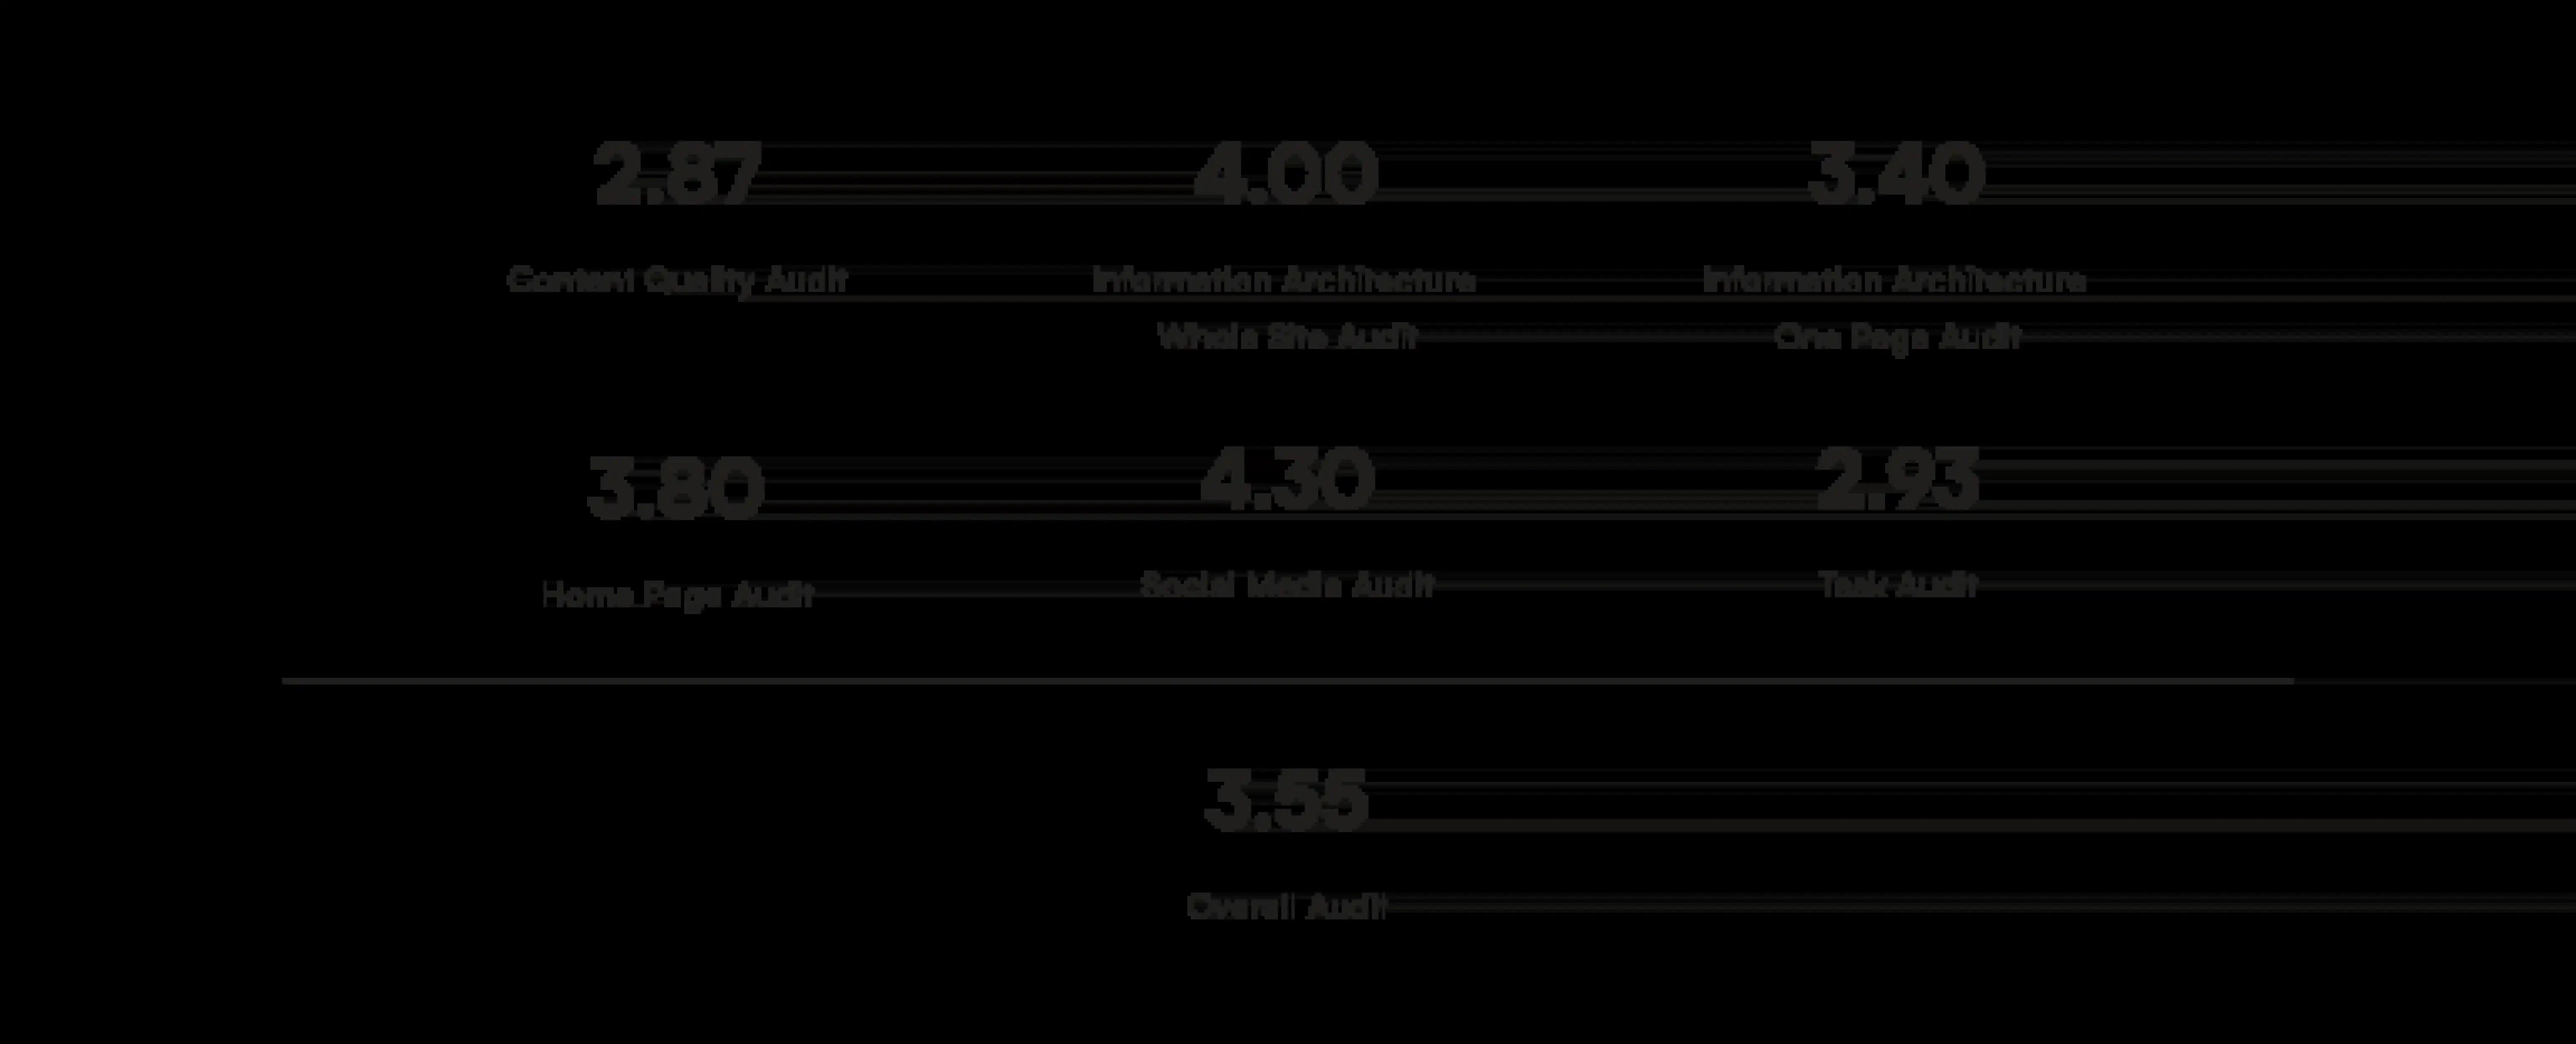 2.87 4.00 3.40
Content Quality Audit Information Architecture Information Architecture
Whole Site Audit One Page Audit
3.80 4.30 2.93
Home Page Audit Social Media Audit Task Audit
3.55
Overall Audit